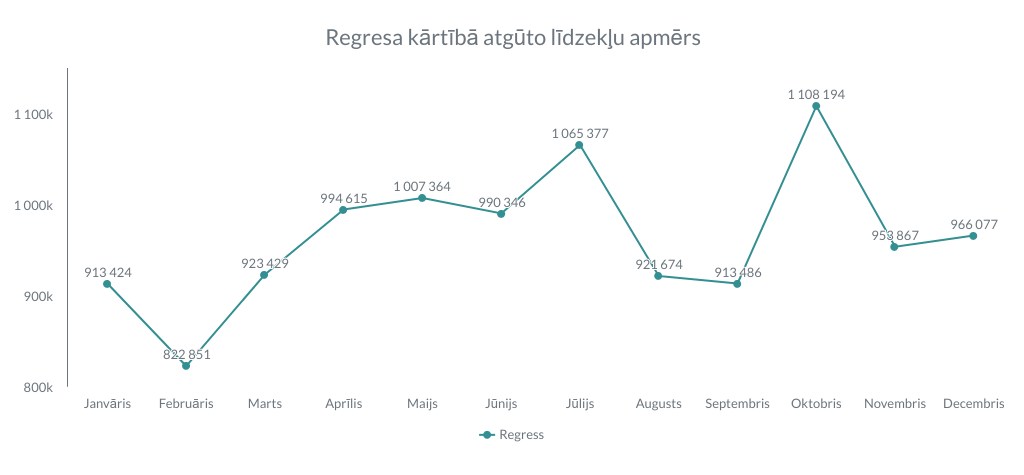 Regresa kārtībā atgūto līdzekļu apmērs
1 100k
1 000k
900k
800k
913 424
822 851
923 429
994 615
1 007 364
990 346
1 065 377
921 674
913 486
1 108 194
953 867
966 077
Janvāris Februāris Marts Aprīlis Maijs Jūnijs Jūlijs Augusts Septembris Oktobris Novembris Decembris
Regress